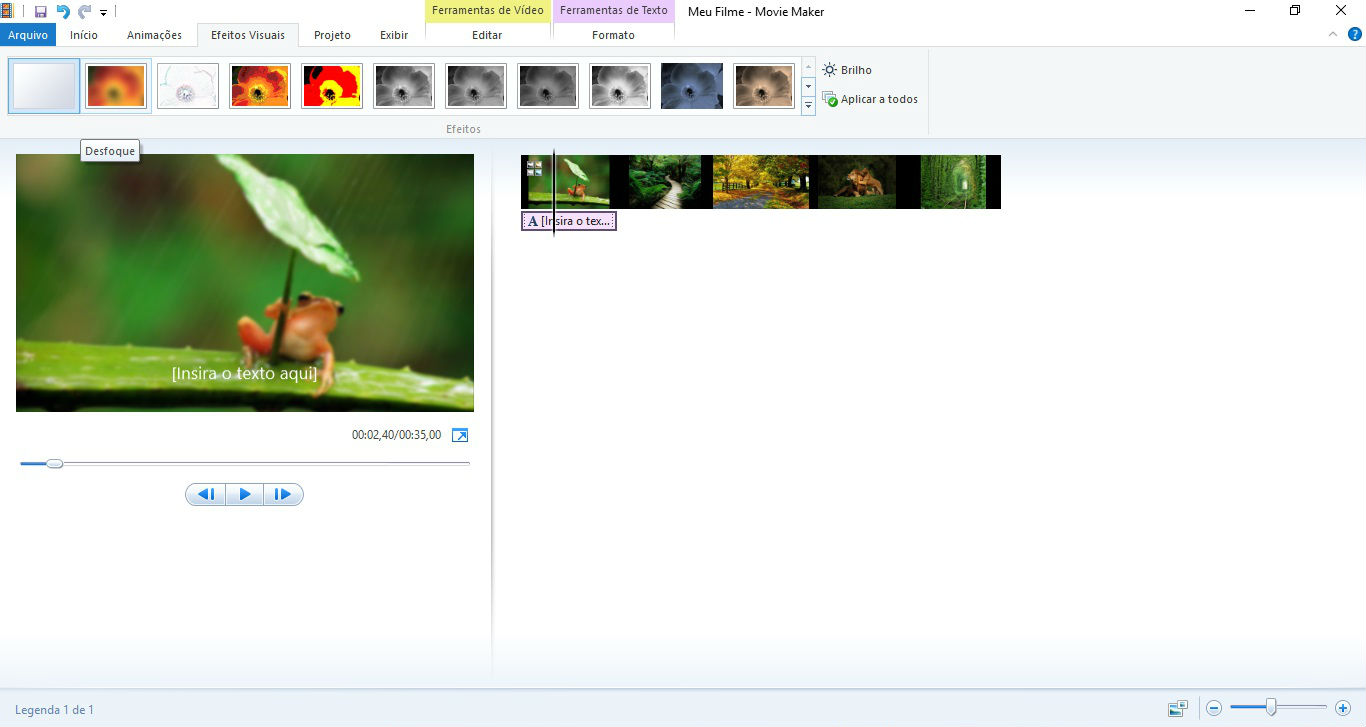 Ferramentas de Vídeo
Ferramentas de Texto
Meu Filme - Movie Maker
Arquivo
Início
Animações
Efeitos Visuais
Projeto
Exibir
Editar
Formato
?
Brilho
Aplicar a todos
Efeitos
Desfoque
[Insira o texto aqui]
A [Insira o tex...
00:02,40/00:35,00
Legenda 1 de 1